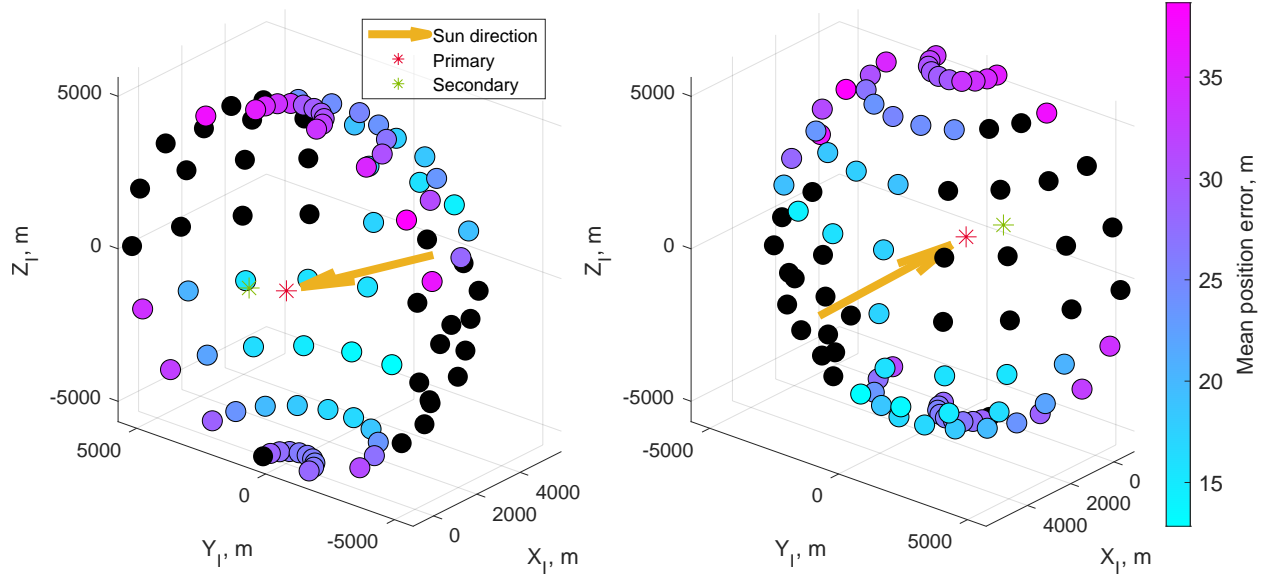 Sun direction
Primary
Secondary
5000
0
-5000
Z_I, m
5000
0
-5000
Y_I, m
0
2000
4000
X_I, m
5000
0
-5000
Z_I, m
-5000
0
5000
Y_I, m
4000
2000
0
X_I, m
35
30
25
20
15
Mean position error, m